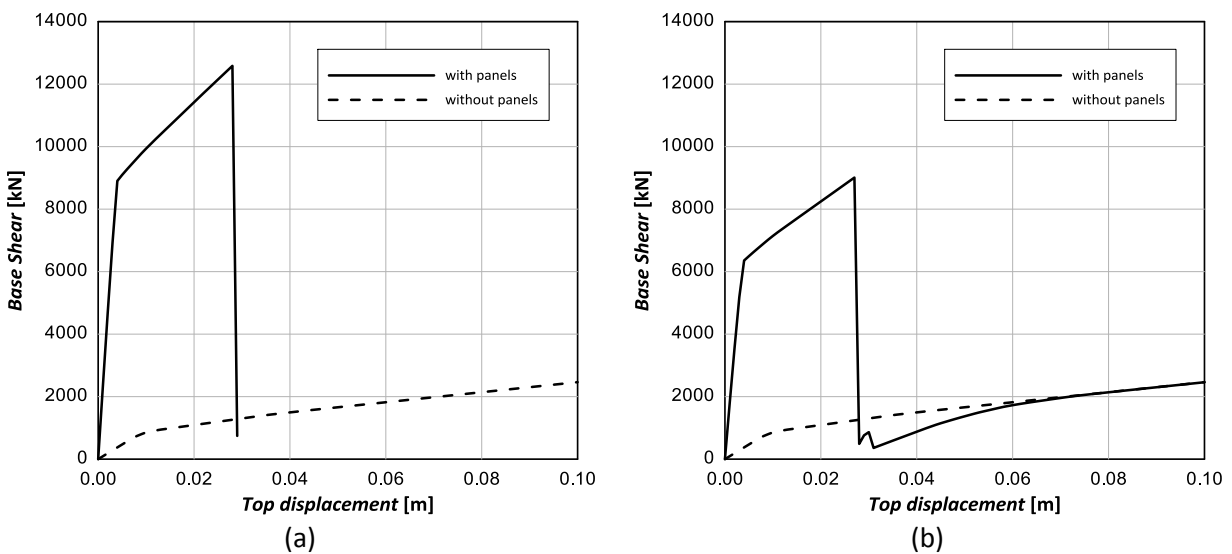 14000
12000
10000
8000
6000
4000
2000
0
Base Shear [kN]
with panels
without panels
0.00 0.02 0.04 0.06 0.08 0.10
Top displacement [m]
(a)
14000
12000
10000
8000
6000
4000
2000
0
Base Shear [kN]
with panels
without panels
0.00 0.02 0.04 0.06 0.08 0.10
Top displacement [m]
(b)